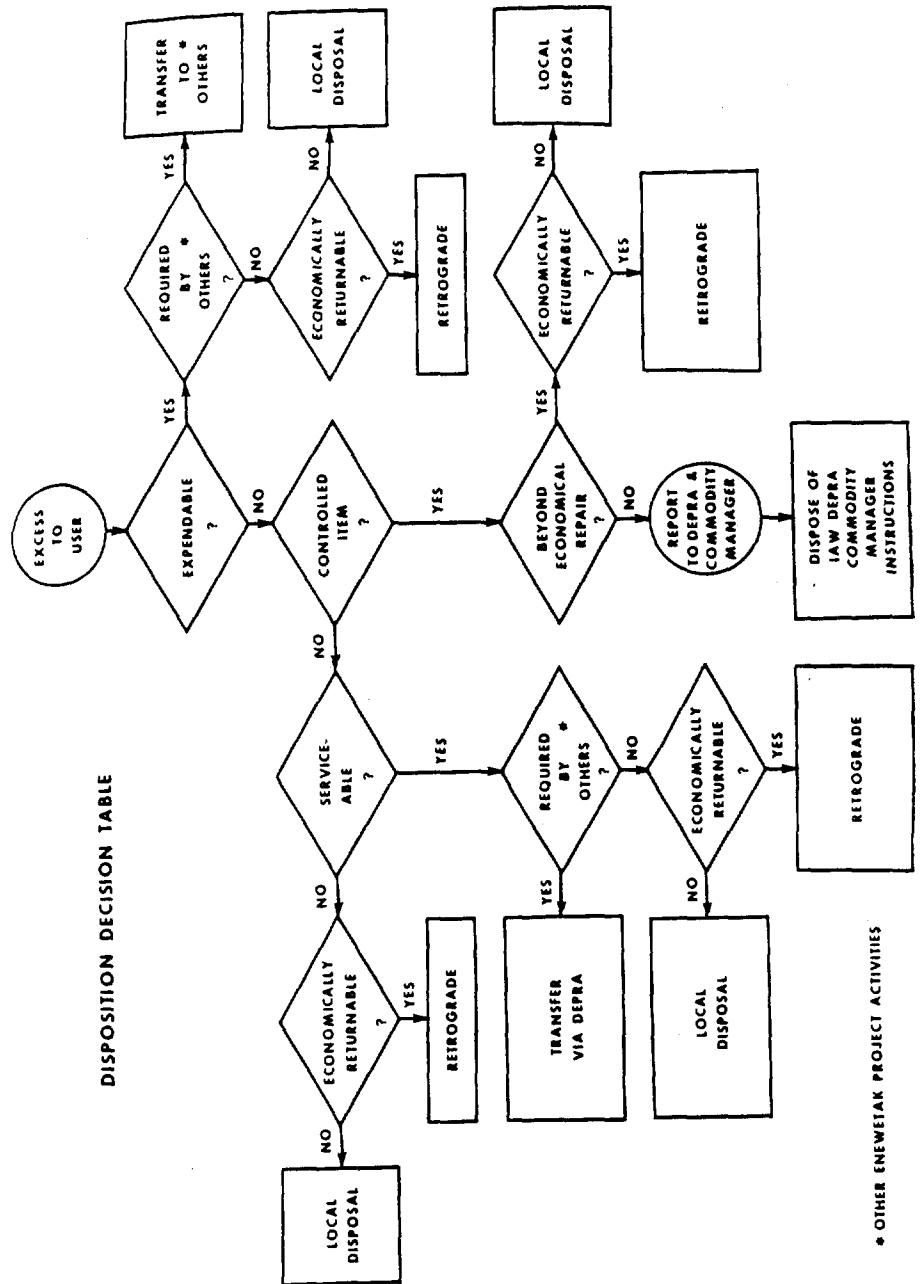 DISPOSITION DECISION TABLE
EXCESS
TO
USER
EXPENDABLE
?
YES
REQUIRED
BY *
OTHERS
?
YES
TRANSFER
TO *
OTHERS
NO
ECONOMICALLY
RETURNABLE
?
NO
LOCAL
DISPOSAL
YES
RETROGRADE
NO
CONTROLLED
ITEM
?
YES
BEYOND
ECONOMICAL
REPAIR
?
YES
ECONOMICALLY
RETURNABLE
?
NO
LOCAL
DISPOSAL
YES
RETROGRADE
NO
REPORT
TO DEPRA &
COMMODITY
MANAGER
DISPOSE OF
LAW DEPRA
COMMODITY
MANAGER
INSTRUCTIONS
NO
SERVICE-
ABLE
?
YES
REQUIRED
BY *
OTHERS
?
YES
TRANSFER
VIA DEPRA
NO
ECONOMICALLY
RETURNABLE
?
NO
LOCAL
DISPOSAL
YES
RETROGRADE
NO
ECONOMICALLY
RETURNABLE
?
YES
RETROGRADE
NO
LOCAL
DISPOSAL
* OTHER ENEWETAK PROJECT ACTIVITIES